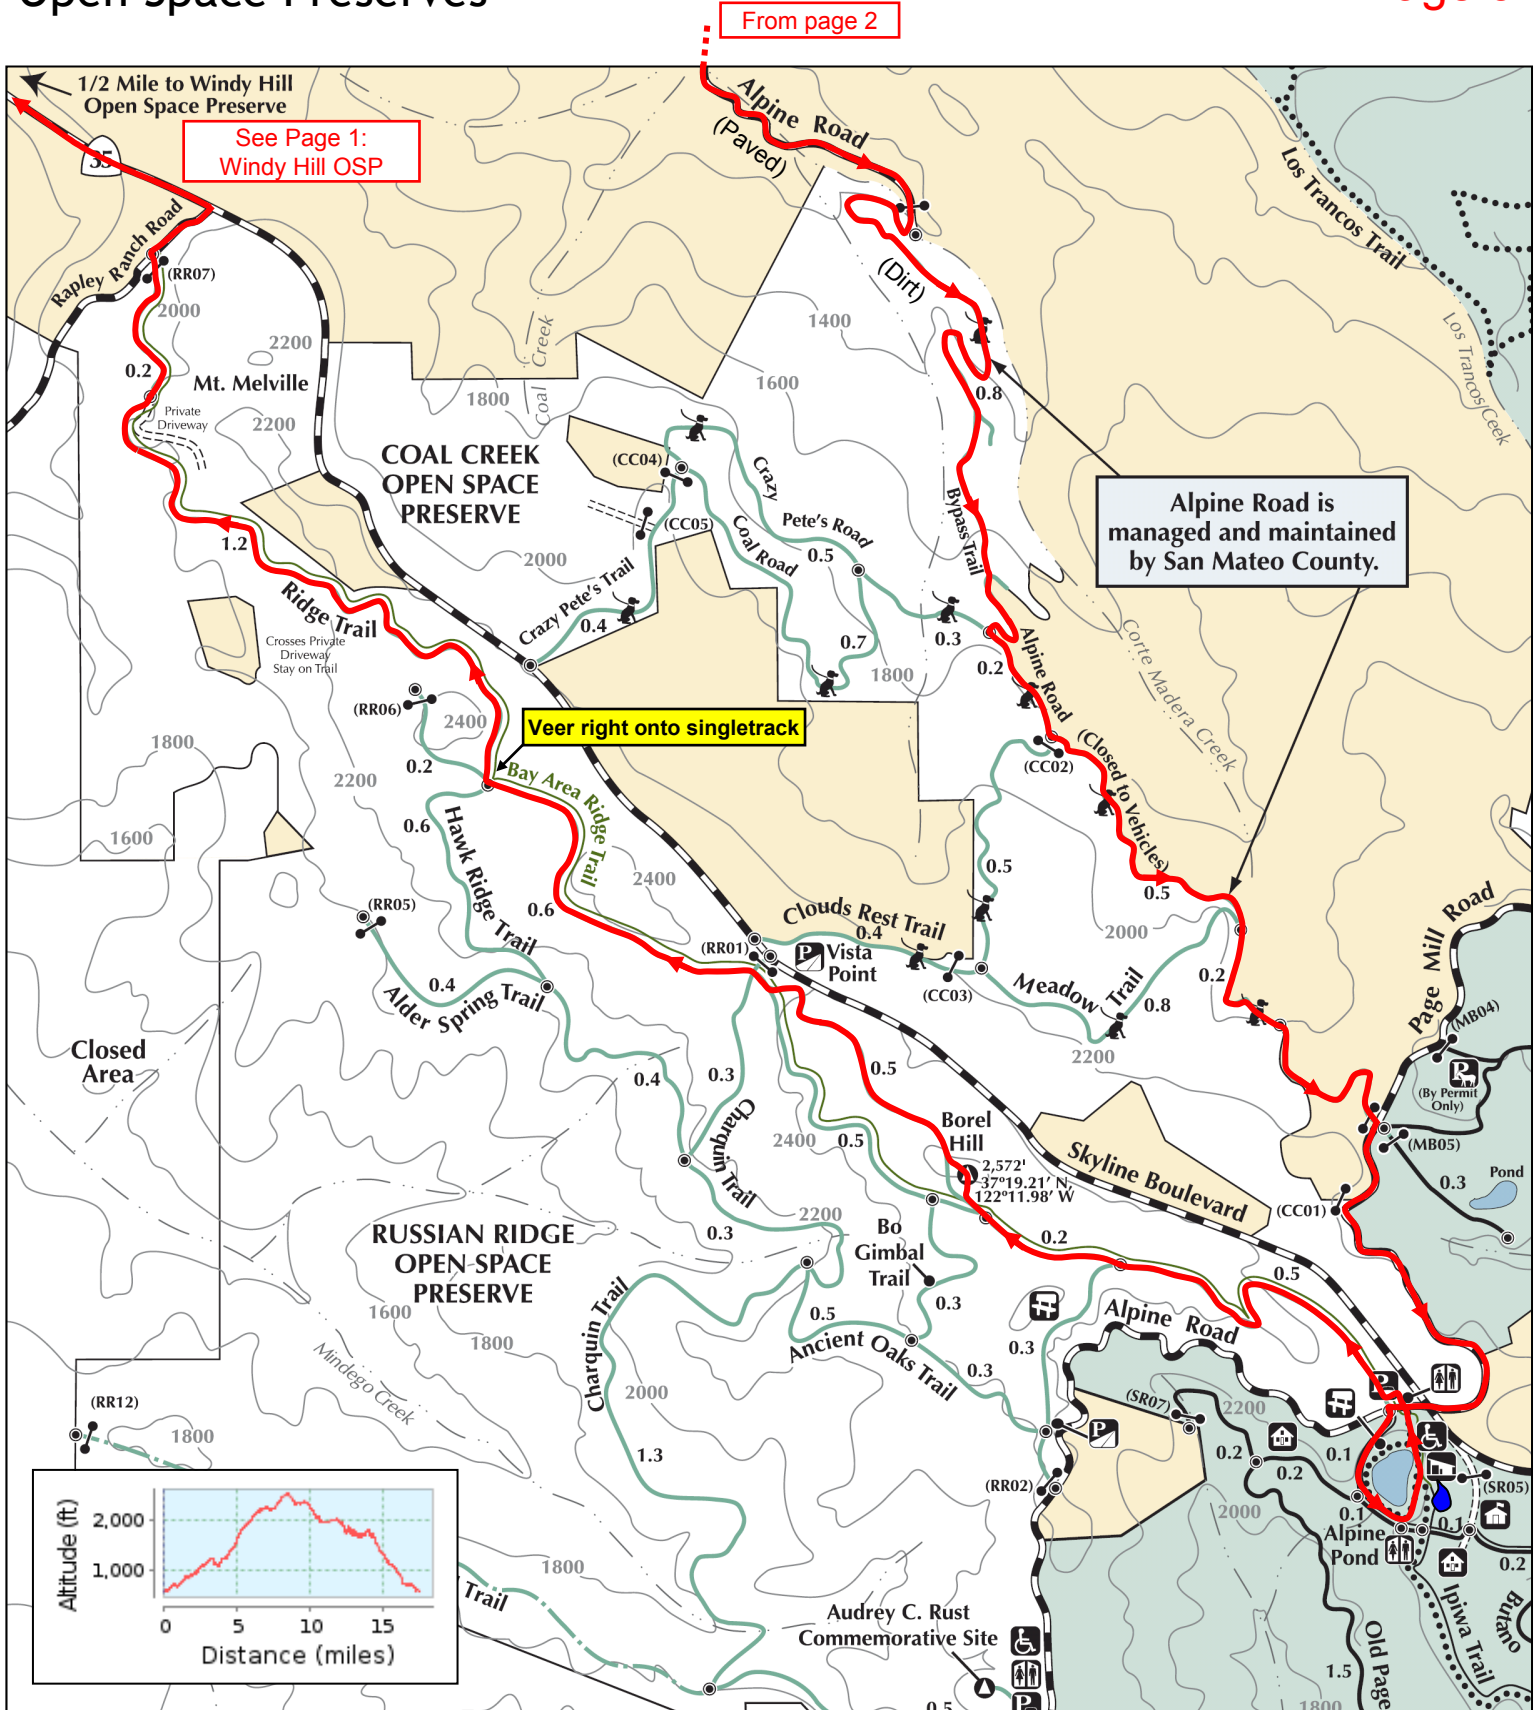 Open Space Preserves
From page 2
1/2 Mile to Windy Hill
Open Space Preserve
See Page 1:
Windy Hill OSP
35
Alpine Road
(Paved)
Los Trancos Trail
Rapley Ranch Road
(RR07)
2000
(Dirt)
1400
Los Trancos Creek
2200
Coal Creek
0.2
Mt. Melville
1600
0.8
1800
Private
Driveway
2200
COAL CREEK
OPEN SPACE
PRESERVE
(CC04)
Crazy
Pete's Road
Bypass Trail
Alpine Road is
managed and maintained
by San Mateo County.
(CC05)
Coal Road
0.5
1.2
2000
Crazy Pete's Trail
Ridge Trail
0.4
0.3
Crosses Private
Driveway
Stay on Trail
0.7
1800
0.2
Alpine Road
Corte Madera Creek
(RR06)
2400
Veer right onto singletrack
(Closed to Vehicles)
(CC02)
1800
2200
0.2
Bay Area Ridge Trail
1600
0.6
Hawk Ridge Trail
2400
0.5
0.5
Page Mill Road
(RR05)
0.6
Clouds Rest Trail
0.4
2000
(RR01)
P
Vista
Point
(CC03)
Meadow Trail
0.2
0.4
0.8
Alder Spring Trail
(MB04)
Closed
Area
2200
P
(By Permit
Only)
0.4
0.3
0.5
Charquin Trail
Borel
Hill
2400
0.5
(MB05)
2,572'
37º19.21' N,
122º11.98' W
Skyline Boulevard
Pond
0.3
(CC01)
RUSSIAN RIDGE
OPEN SPACE
PRESERVE
0.3
2200
Bo
Gimbal
Trail
0.2
0.5
1600
Charquin Trail
0.5
0.3
Alpine Road
Mindego Creek
1800
Ancient Oaks Trail
0.3
0.3
2000
(SR07)
2200
P
(RR12)
1800
P
0.2
0.2
0.1
1.3
(RR02)
(SR05)
2000
0.1
0.1
Alpine
Pond
0.2
1800
Trail
Altitude (ft)
2,000
1,000
0
5
10
15
Distance (miles)
Audrey C. Rust
Commemorative Site
Ipiwa Trail
Butano
Old Page
1.5
P
0.5
1800